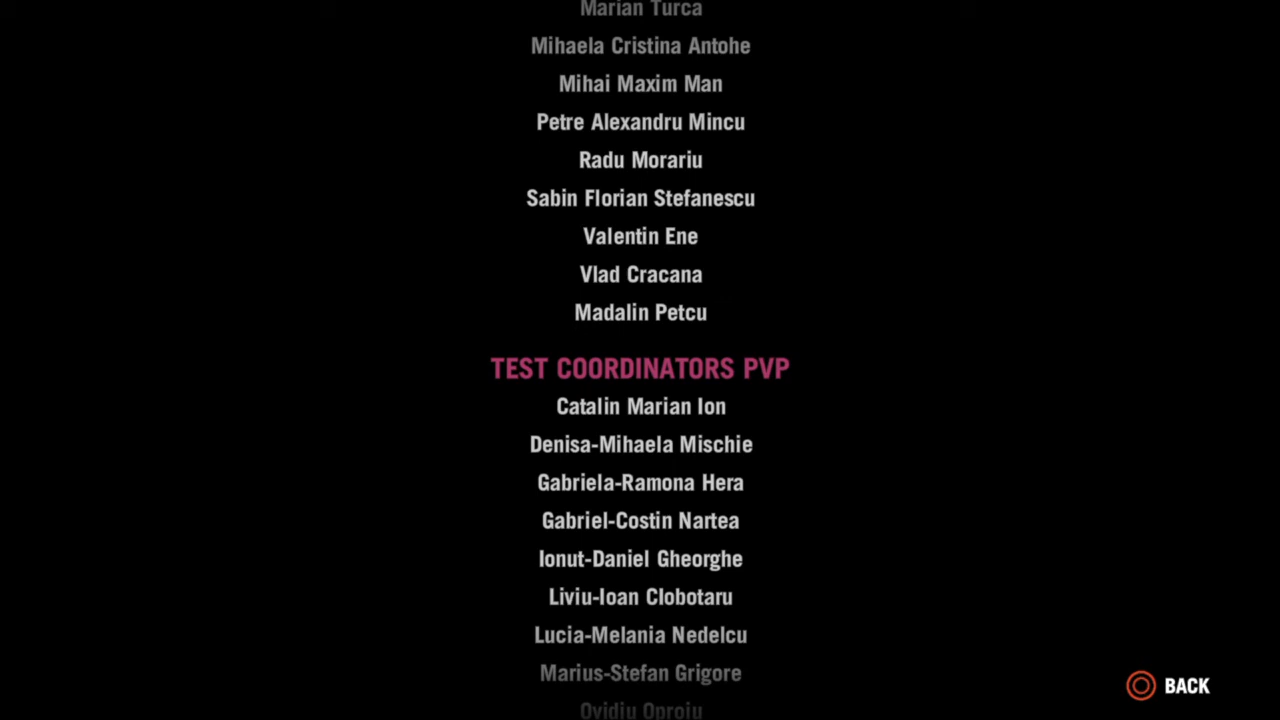 Marian Turca
Mihaela Cristina Antohe
Mihai Maxim Man
Petre Alexandru Mincu
Radu Morariu
Sabin Florian Stefanescu
Valentin Ene
Vlad Cracana
Madalin Petcu
TEST COORDINATORS PVP
Catalin Marian Ion
Denisa-Mihaela Mischie
Gabriela-Ramona Hera
Gabriel-Costin Nartea
Ionut-Daniel Gheorghe
Liviu-Ioan Clobotaru
Lucia-Melania Nedelcu
Marius-Stefan Grigore
Ovidiu Oproiu
BACK